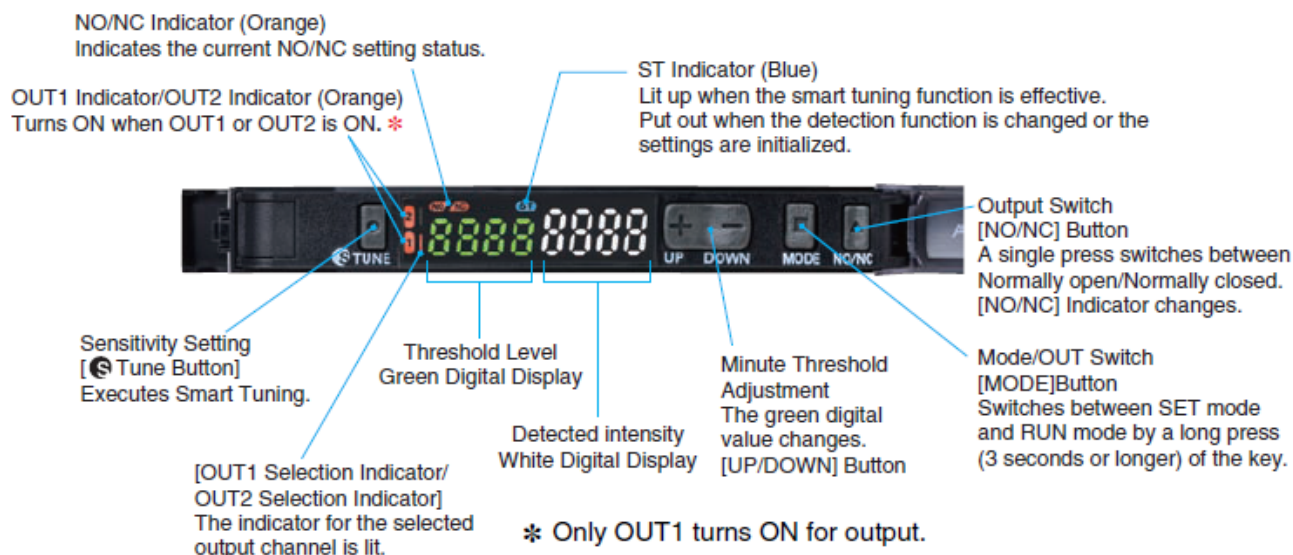 NO/NC Indicator (Orange)
Indicates the current NO/NC setting status.
OUT1 Indicator/OUT2 Indicator (Orange)
Turns ON when OUT1 or OUT2 is ON. ✻
ST Indicator (Blue)
Lit up when the smart tuning function is effective.
Put out when the detection function is changed or the
settings are initialized.
2
1
NO NC
ST
8888
8888
S TUNE
+ −
UP DOWN
MODE
NO/NC
A
Output Switch
[NO/NC] Button
A single press switches between
Normally open/Normally closed.
[NO/NC] Indicator changes.
Sensitivity Setting
[ S Tune Button]
Executes Smart Tuning.
Threshold Level
Green Digital Display
Detected intensity
White Digital Display
Minute Threshold
Adjustment
The green digital
value changes.
[UP/DOWN] Button
Mode/OUT Switch
[MODE]Button
Switches between SET mode
and RUN mode by a long press
(3 seconds or longer) of the key.
[OUT1 Selection Indicator/
OUT2 Selection Indicator]
The indicator for the selected
output channel is lit.
✻ Only OUT1 turns ON for output.